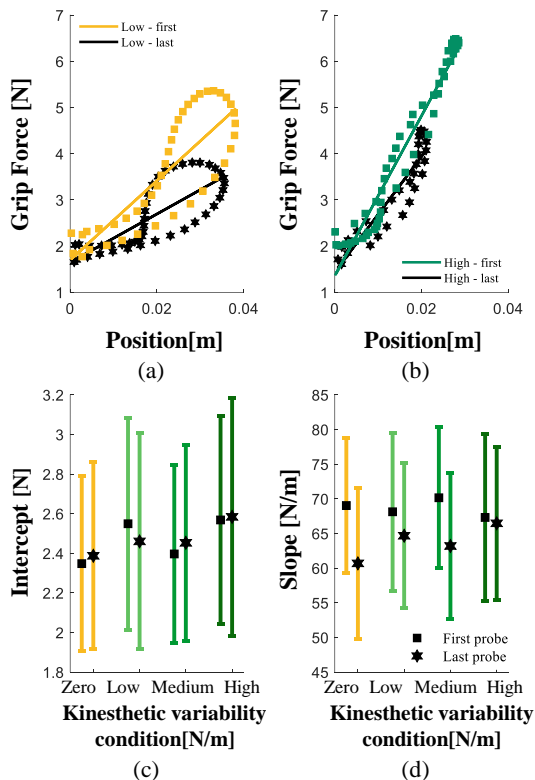 Low - first
Low - last
Grip Force [N]
7
6
5
4
3
2
1
0
0.02
0.04
Position[m]
(a)
High - first
High - last
Grip Force [N]
7
6
5
4
3
2
1
0
0.02
0.04
Position[m]
(b)
Intercept [N]
3.2
3
2.8
2.6
2.4
2.2
2
1.8
Zero Low Medium High
Kinesthetic variability
condition[N/m]
(c)
Slope [N/m]
85
80
75
70
65
60
55
50
45
First probe
Last probe
Zero Low Medium High
Kinesthetic variability
condition[N/m]
(d)